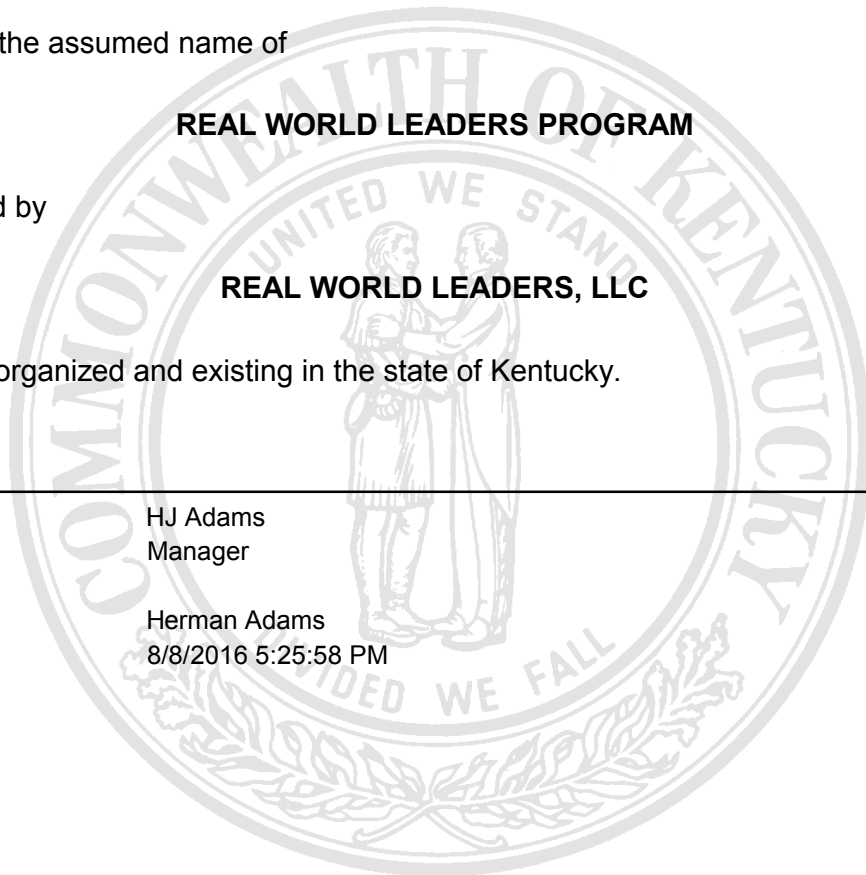 the assumed name of
REAL WORLD LEADERS PROGRAM
d by
REAL WORLD LEADERS, LLC
organized and existing in the state of Kentucky.
HJ Adams
Manager
Herman Adams
8/8/2016 5:25:58 PM
COMMONWEALTH OF KENTUCKY
UNITED WE STAND
DIVIDED WE FALL